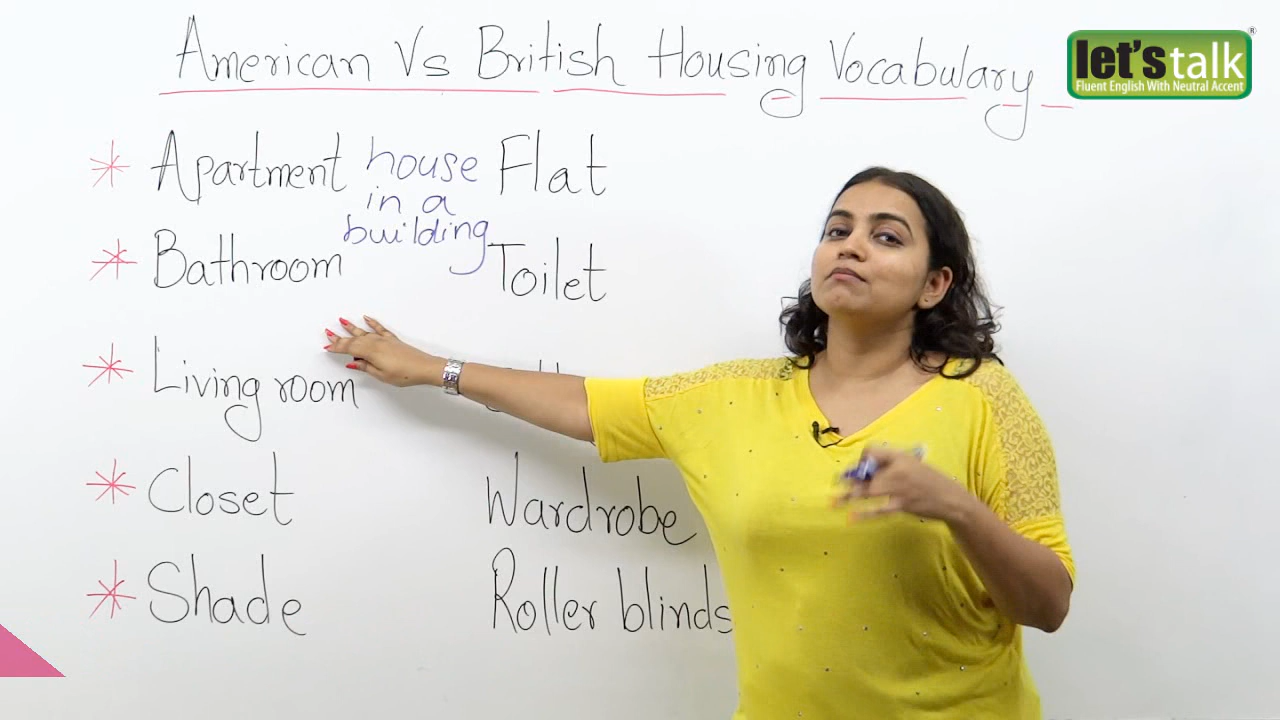 American Vs British Housing Vocabulary
let's talk ®
Fluent English With Neutral Accent
* Apartment house in a building Flat
* Bathroom Toilet
* Living room
* Closet Wardrobe
* Shade Roller blinds